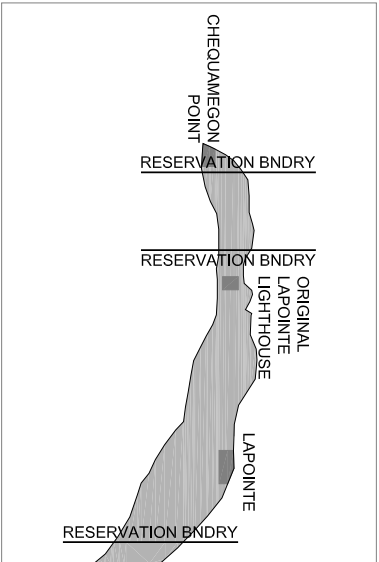 CHEQUAMEGON
POINT
RESERVATION BNDRY
RESERVATION BNDRY
ORIGINAL
LAPOINTE
LIGHTHOUSE
LAPOINTE
RESERVATION BNDRY